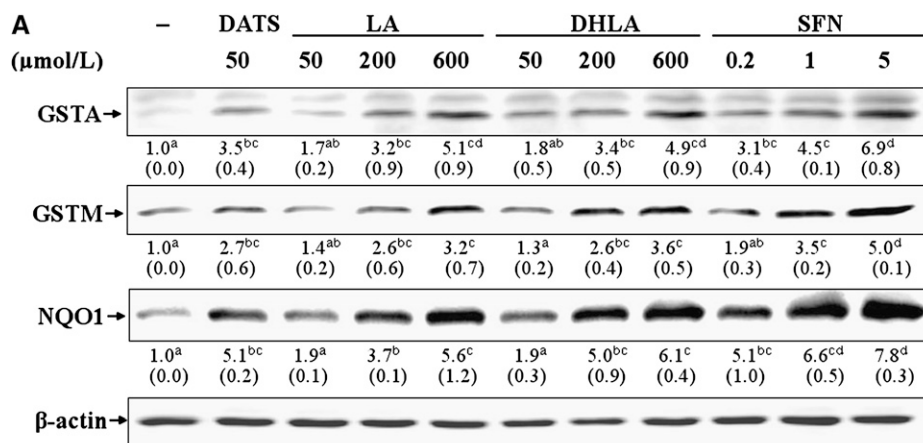 A
– DATS LA DHLA SFN
(µmol/L) 50 50 200 600 50 200 600 0.2 1 5
GSTA→
1.0ᵃ 3.5ᵇᶜ 1.7ᵃᵇ 3.2ᵇᶜ 5.1ᶜᵈ 1.8ᵃᵇ 3.4ᵇᶜ 4.9ᶜᵈ 3.1ᵇᶜ 4.5ᶜ 6.9ᵈ
(0.0) (0.4) (0.2) (0.9) (0.9) (0.5) (0.5) (0.9) (0.4) (0.1) (0.8)
GSTM→
1.0ᵃ 2.7ᵇᶜ 1.4ᵃᵇ 2.6ᵇᶜ 3.2ᶜ 1.3ᵃ 2.6ᵇᶜ 3.6ᶜ 1.9ᵃᵇ 3.5ᶜ 5.0ᵈ
(0.0) (0.6) (0.2) (0.6) (0.7) (0.2) (0.4) (0.5) (0.3) (0.2) (0.1)
NQO1→
1.0ᵃ 5.1ᵇᶜ 1.9ᵃ 3.7ᵇ 5.6ᶜ 1.9ᵃ 5.0ᵇᶜ 6.1ᶜ 5.1ᵇᶜ 6.6ᶜᵈ 7.8ᵈ
(0.0) (0.2) (0.1) (0.1) (1.2) (0.3) (0.9) (0.4) (1.0) (0.5) (0.3)
β-actin→